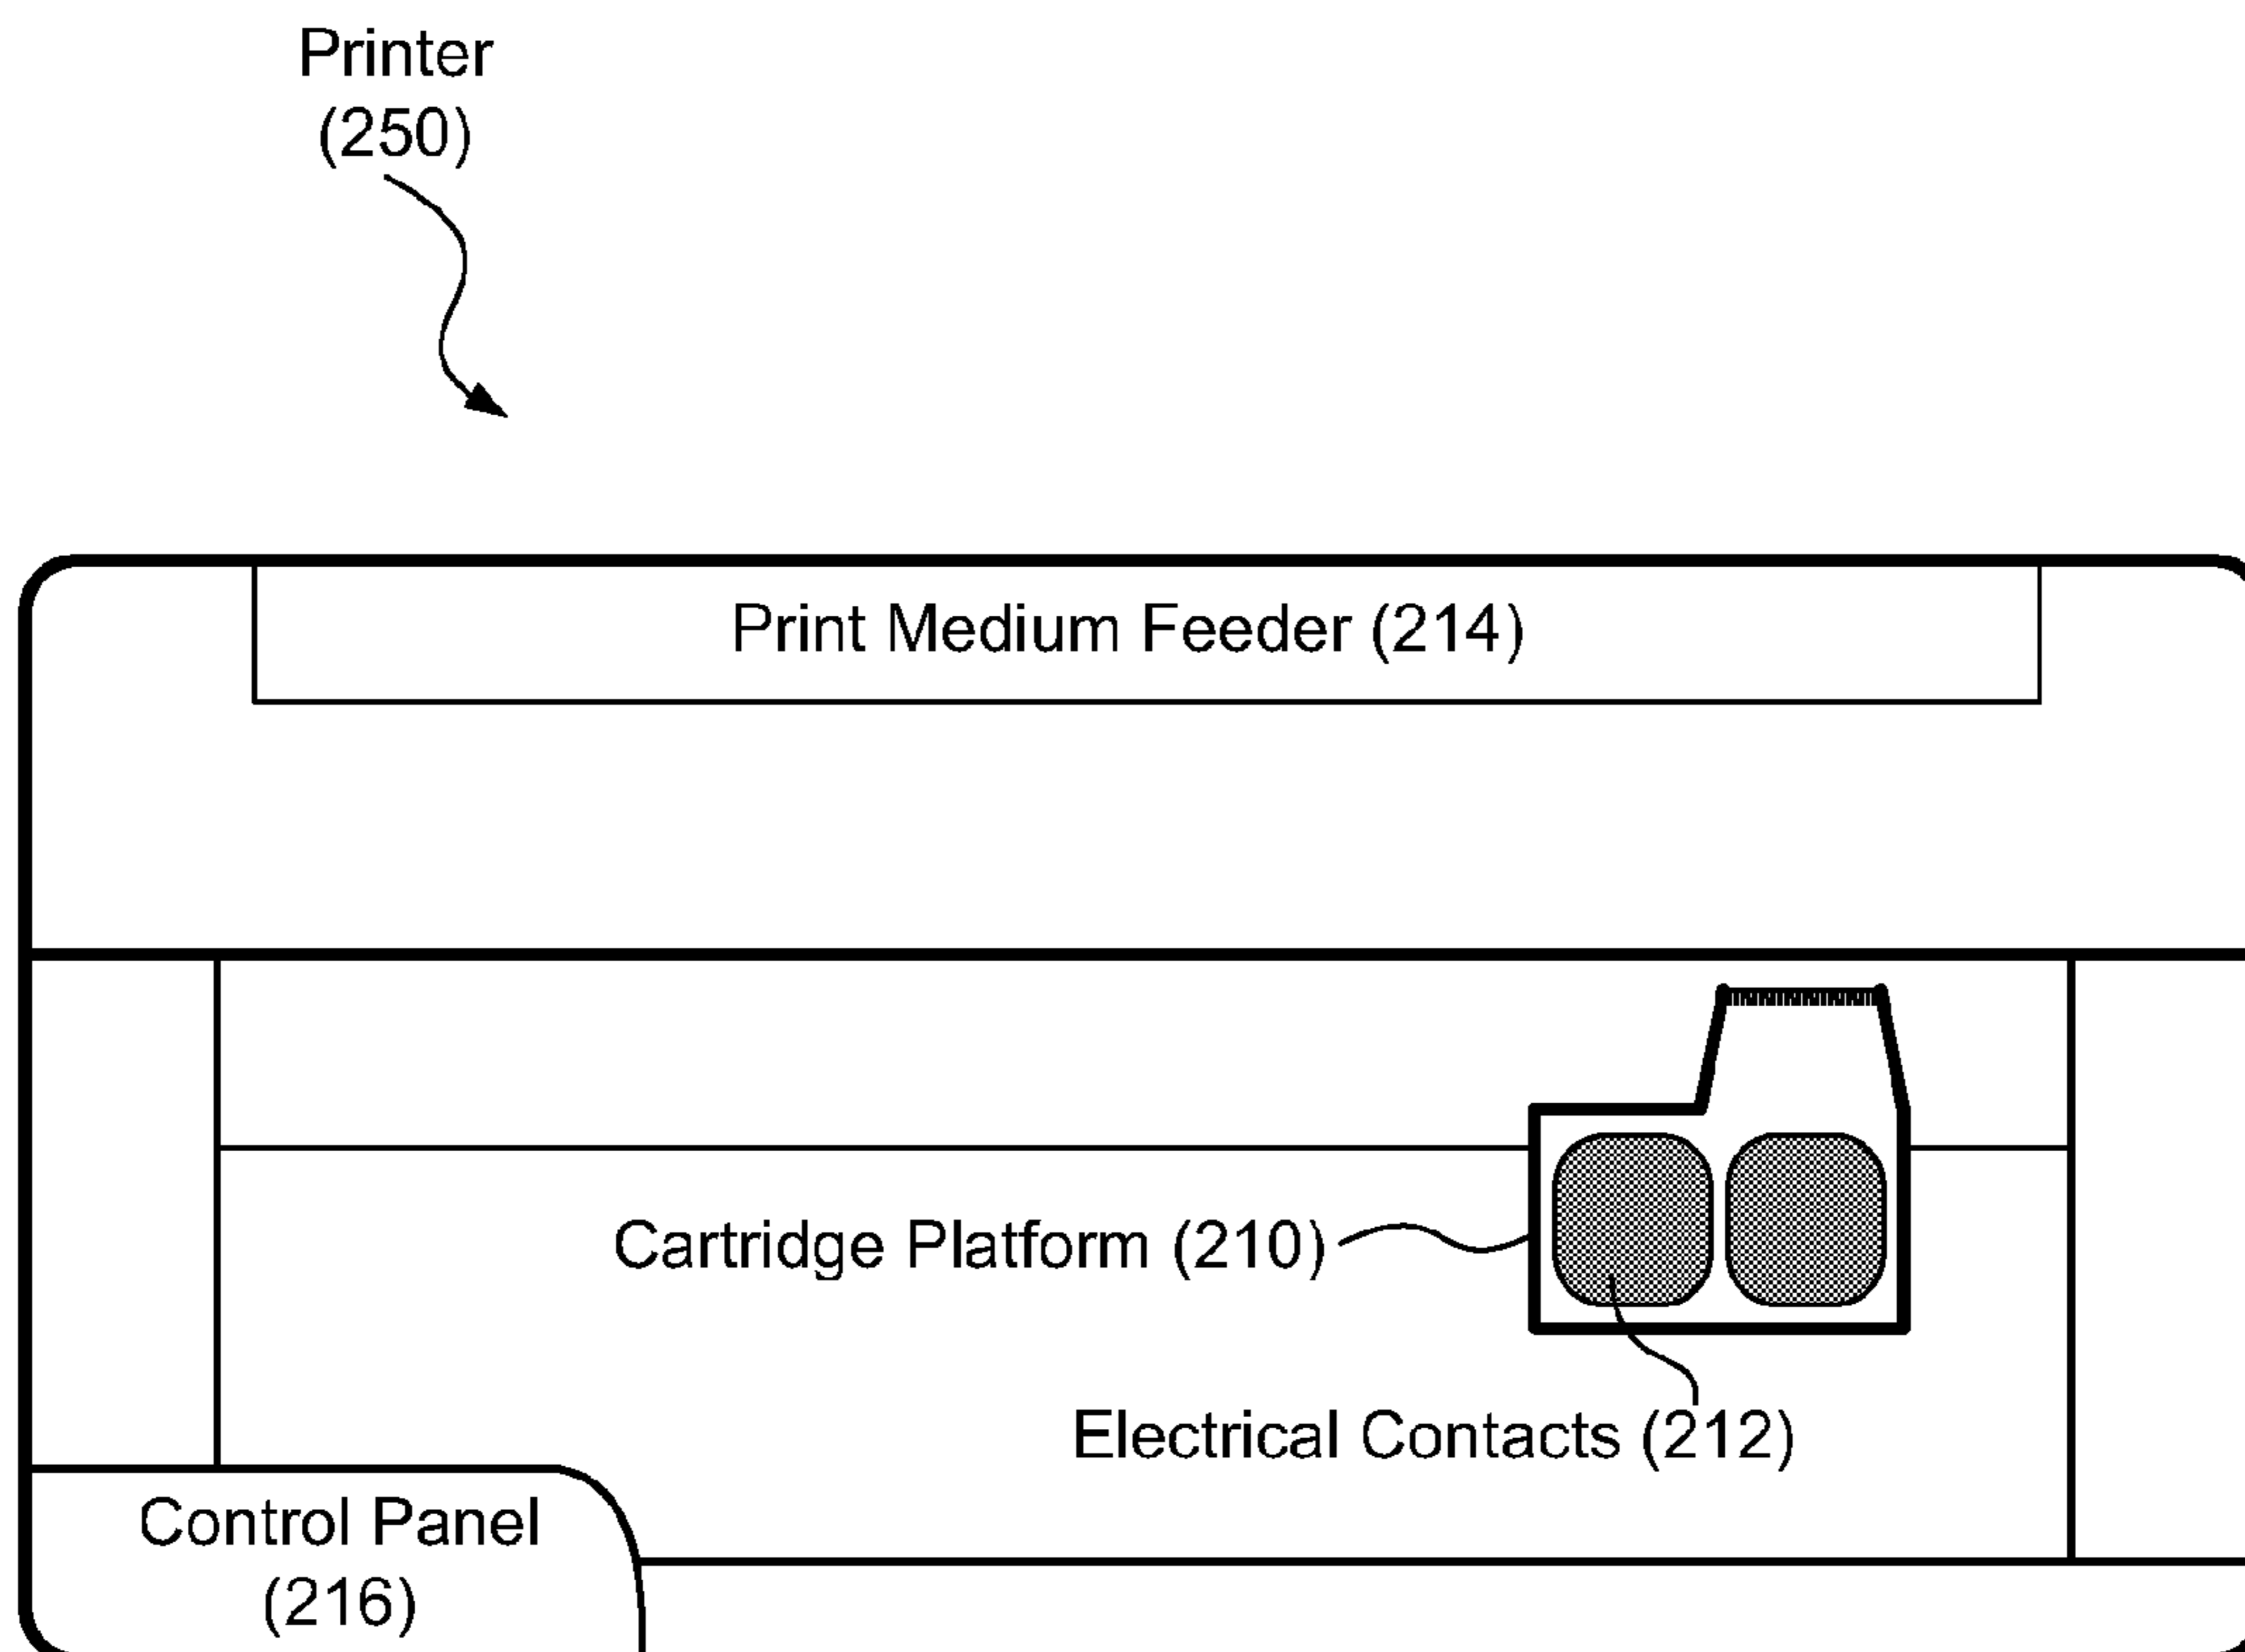 Printer
(250)
Print Medium Feeder (214)
Cartridge Platform (210)
Electrical Contacts (212)
Control Panel
(216)